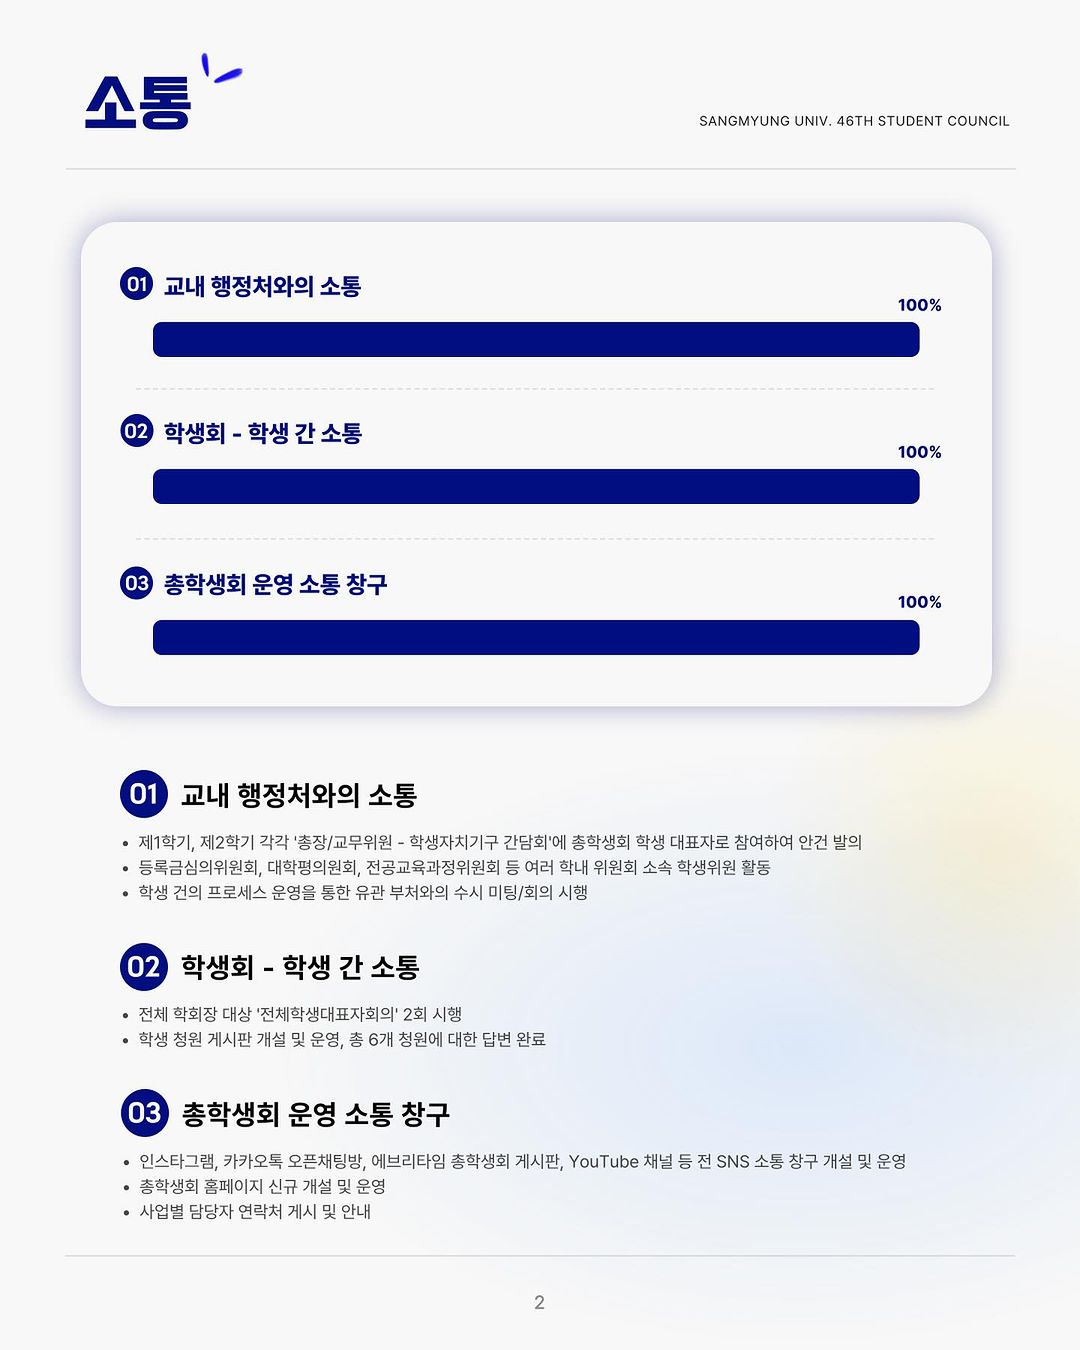 소통
SANGMYUNG UNIV. 46TH STUDENT COUNCIL
01 교내 행정처와의 소통
100%
02 학생회 - 학생 간 소통
100%
03 총학생회 운영 소통 창구
100%
01 교내 행정처와의 소통
• 제1학기, 제2학기 각각 '총장/교무위원 - 학생자치기구 간담회'에 총학생회 학생 대표자로 참여하여 안건 발의
• 등록금심의위원회, 대학평의원회, 전공교육과정위원회 등 여러 학내 위원회 소속 학생위원 활동
• 학생 건의 프로세스 운영을 통한 유관 부처와의 수시 미팅/회의 시행
02 학생회 - 학생 간 소통
• 전체 학회장 대상 '전체학생대표자회의' 2회 시행
• 학생 청원 게시판 개설 및 운영, 총 6개 청원에 대한 답변 완료
03 총학생회 운영 소통 창구
• 인스타그램, 카카오톡 오픈채팅방, 에브리타임 총학생회 게시판, YouTube 채널 등 전 SNS 소통 창구 개설 및 운영
• 총학생회 홈페이지 신규 개설 및 운영
• 사업별 담당자 연락처 게시 및 안내
2